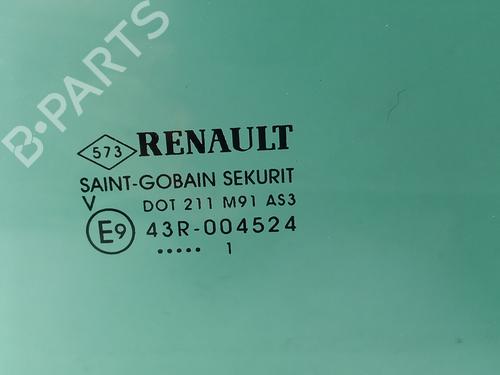 B-PARTS
573 RENAULT
SAINT-GOBAIN SEKURIT
V DOT 211 M91 AS3
E9 43R-004524
..... 1